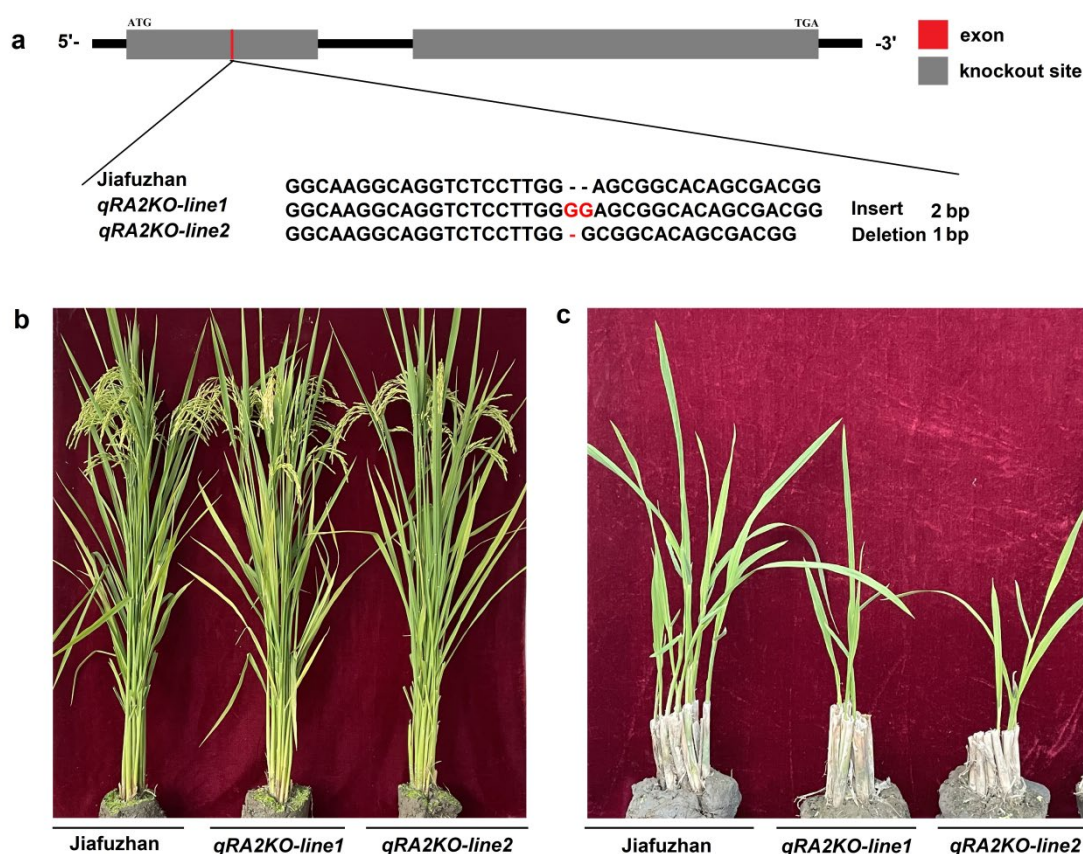 a
5'-
ATG
TGA
-3'
exon
knockout site
Jiafuzhan GGCAAGGCAGGTCTCCTTGG - - AGCGGCACAGCGACGG
qRA2KO-line1 GGCAAGGCAGGTCTCCTTGGGGAGCGGCACAGCGACGG Insert 2 bp
qRA2KO-line2 GGCAAGGCAGGTCTCCTTGG - GCGGCACAGCGACGG Deletion 1 bp
b
c
Jiafuzhan qRA2KO-line1 qRA2KO-line2
Jiafuzhan qRA2KO-line1 qRA2KO-line2